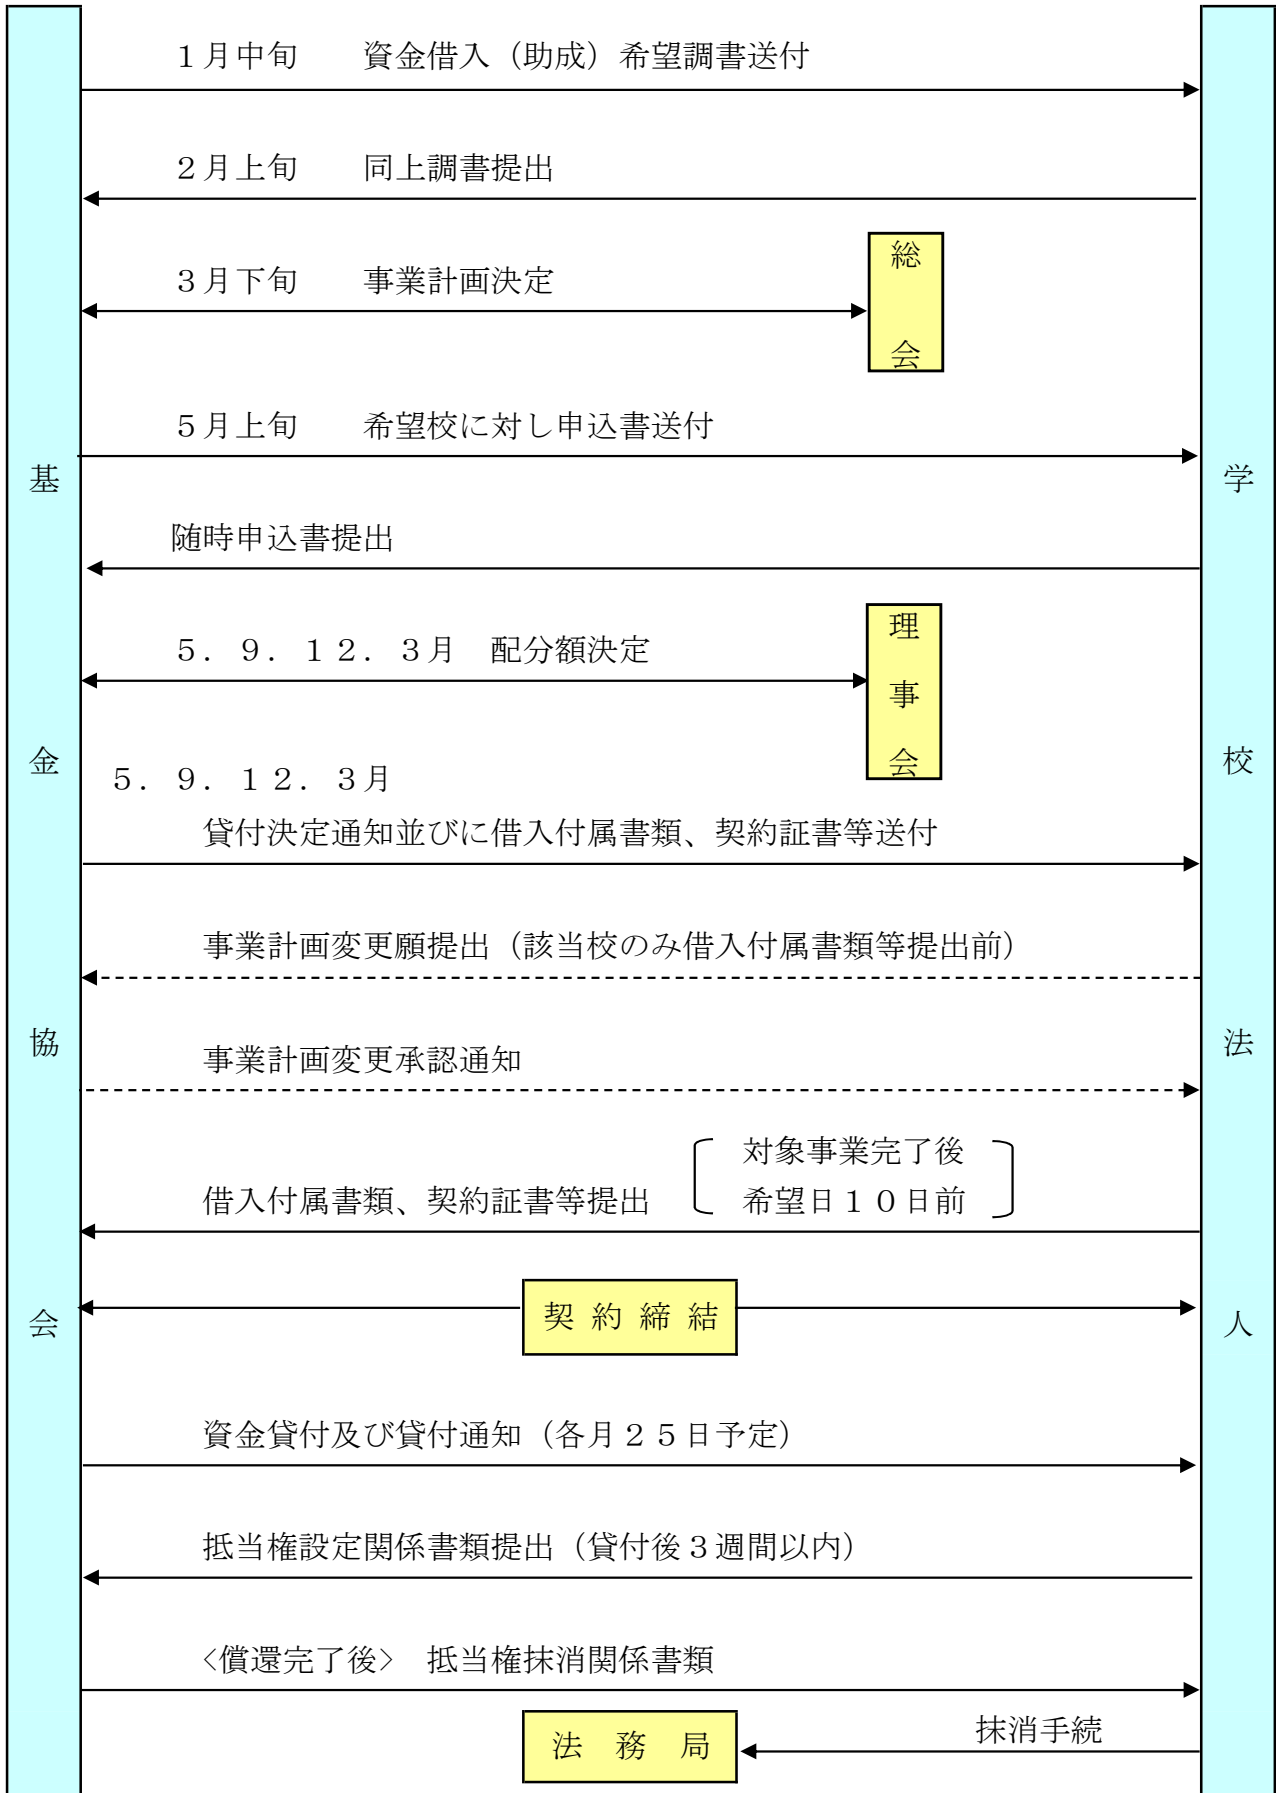 １月中旬　　資金借入（助成）希望調書送付
２月上旬　　同上調書提出
３月下旬　　事業計画決定
総会
５月上旬　　希望校に対し申込書送付
随時申込書提出
５．９．１２．３月　配分額決定
理事会
５．９．１２．３月
貸付決定通知並びに借入付属書類、契約証書等送付
事業計画変更願提出（該当校のみ借入付属書類等提出前）
事業計画変更承認通知
対象事業完了後
希望日１０日前
借入付属書類、契約証書等提出
契約締結
資金貸付及び貸付通知（各月２５日予定）
抵当権設定関係書類提出（貸付後３週間以内）
<償還完了後>　抵当権抹消関係書類
抹消手続
法　務　局
基金協会
学校法人